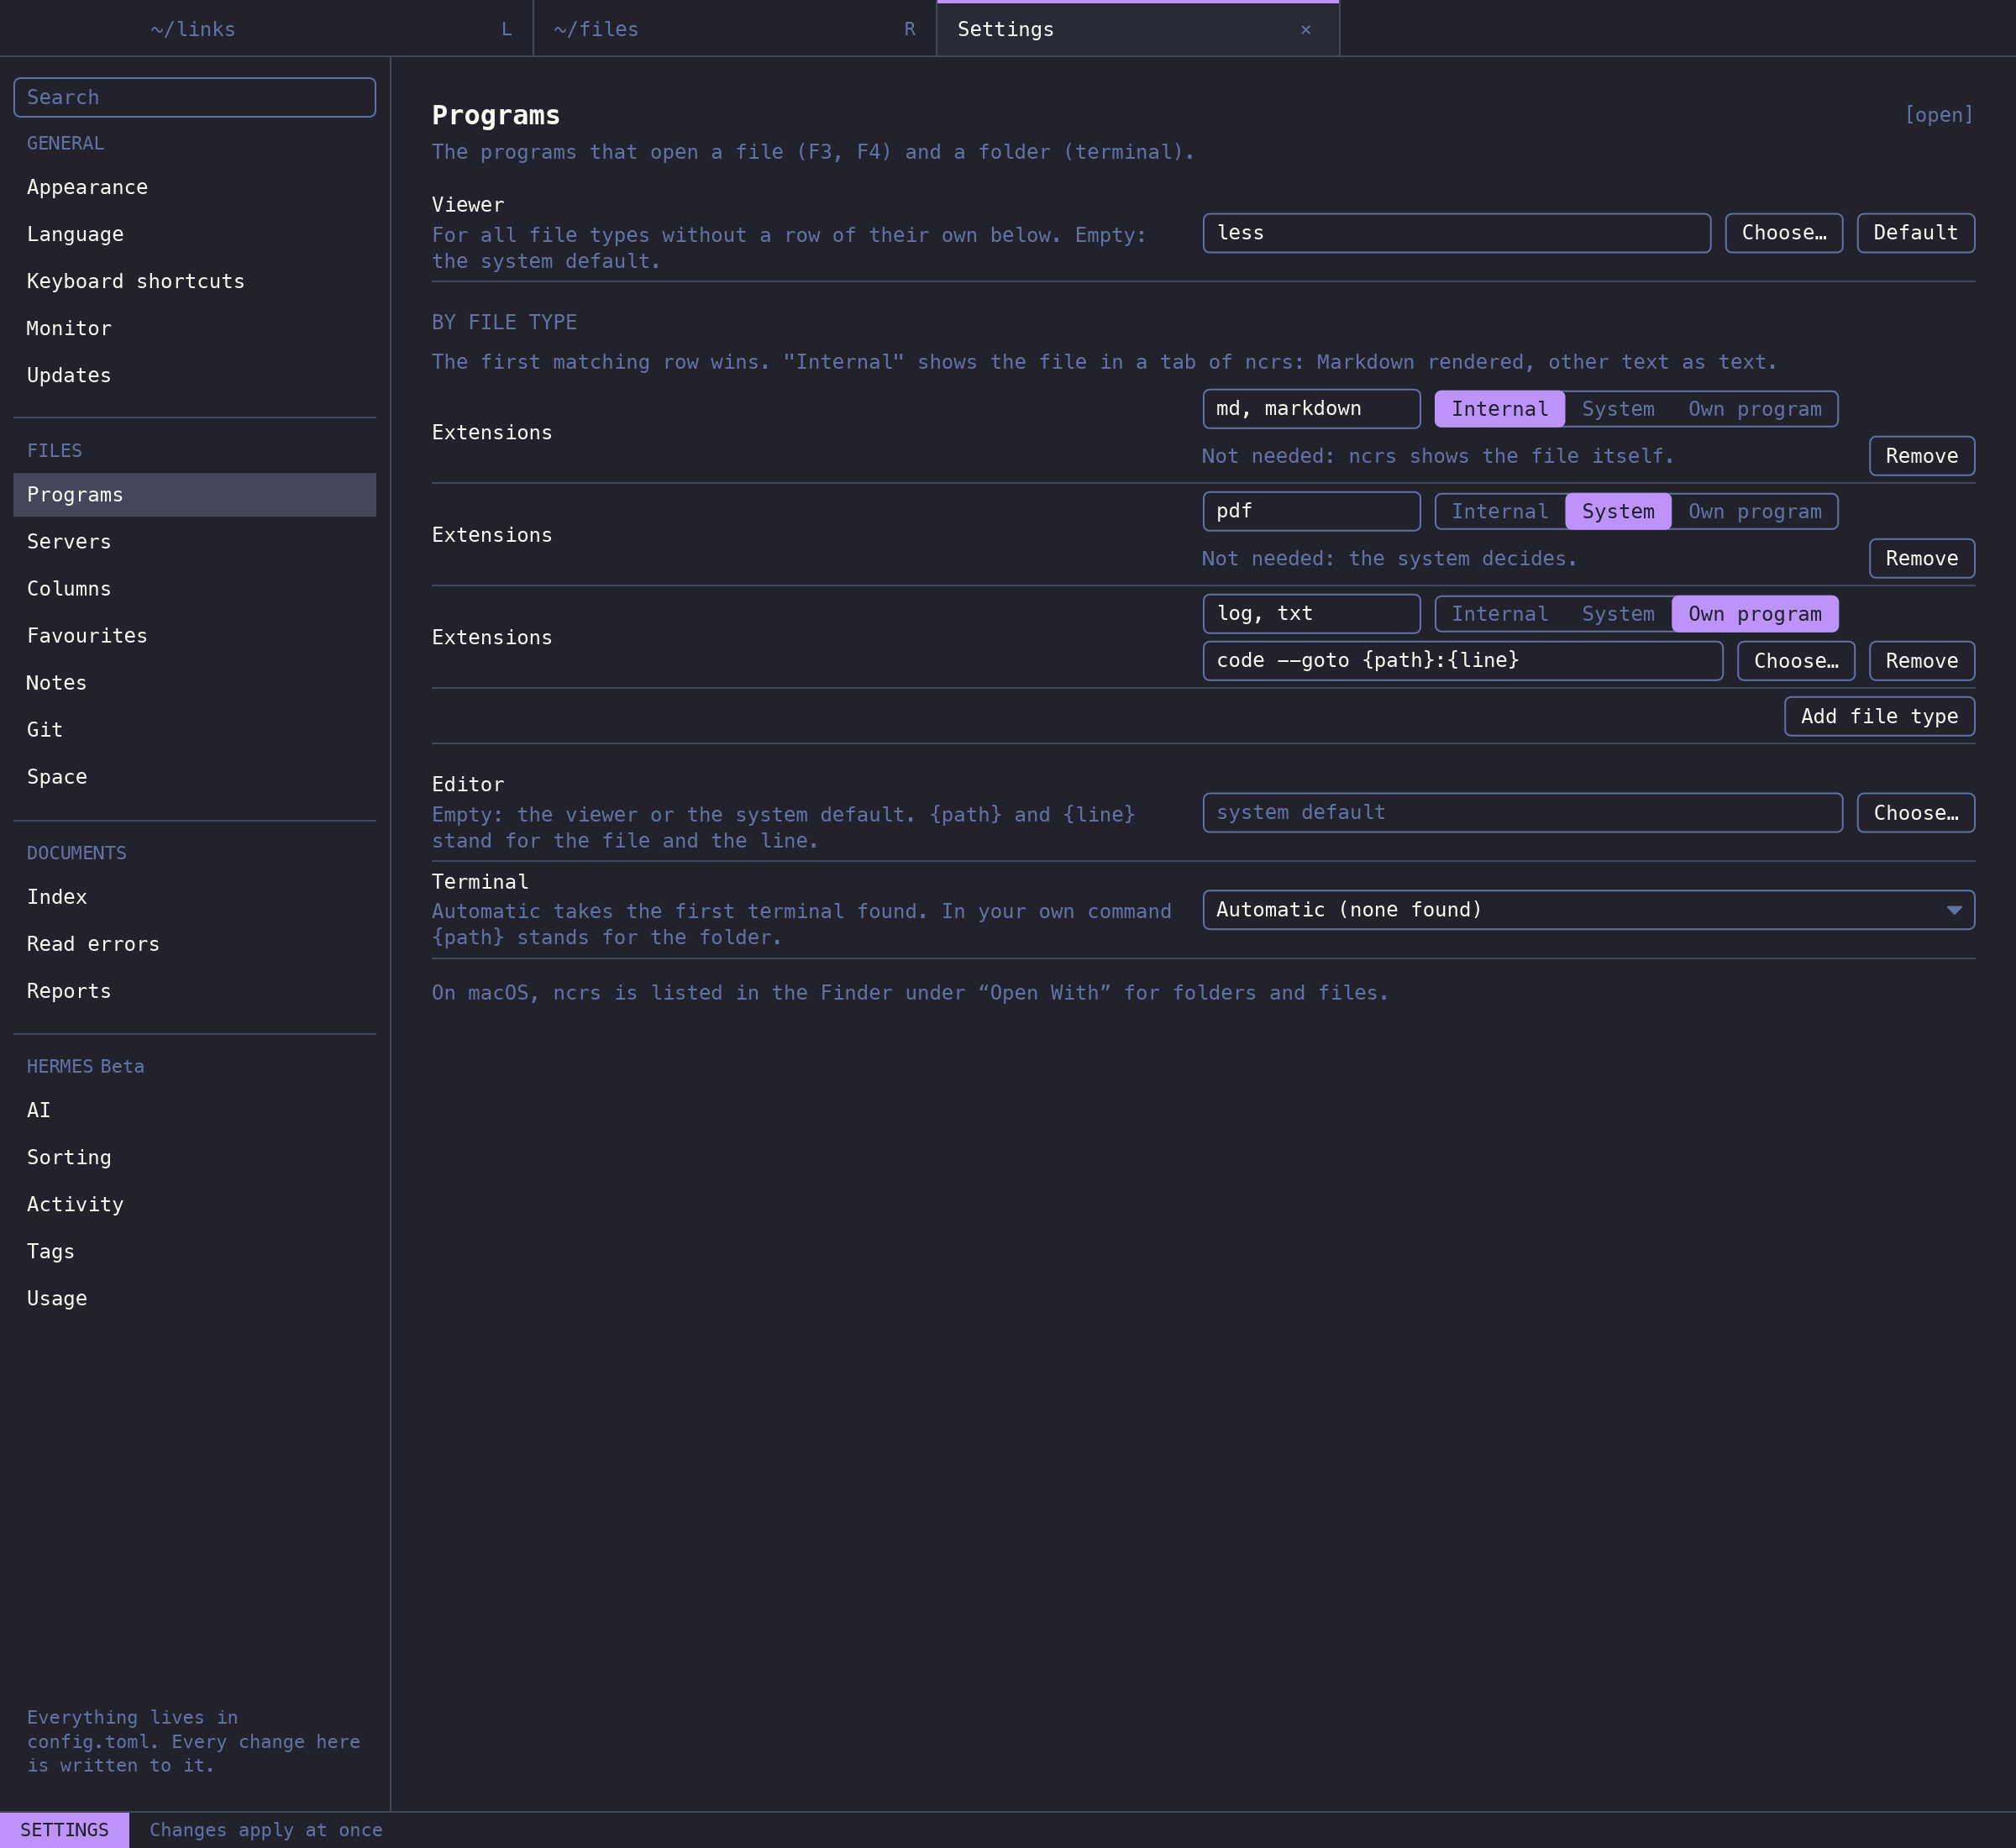 ~/links L ~/files R Settings ×
Search
GENERAL
Appearance
Language
Keyboard shortcuts
Monitor
Updates
FILES
Programs
Servers
Columns
Favourites
Notes
Git
Space
DOCUMENTS
Index
Read errors
Reports
HERMES Beta
AI
Sorting
Activity
Tags
Usage
Everything lives in
config.toml. Every change here
is written to it.
Programs [open]
The programs that open a file (F3, F4) and a folder (terminal).
Viewer
For all file types without a row of their own below. Empty:
the system default.
less Choose… Default
BY FILE TYPE
The first matching row wins. "Internal" shows the file in a tab of ncrs: Markdown rendered, other text as text.
Extensions
md, markdown Internal System Own program
Not needed: ncrs shows the file itself. Remove
Extensions
pdf Internal System Own program
Not needed: the system decides. Remove
Extensions
log, txt Internal System Own program
code --goto {path}:{line} Choose… Remove
Add file type
Editor
Empty: the viewer or the system default. {path} and {line}
stand for the file and the line.
system default Choose…
Terminal
Automatic takes the first terminal found. In your own command
{path} stands for the folder.
Automatic (none found)
On macOS, ncrs is listed in the Finder under “Open With” for folders and files.
SETTINGS Changes apply at once